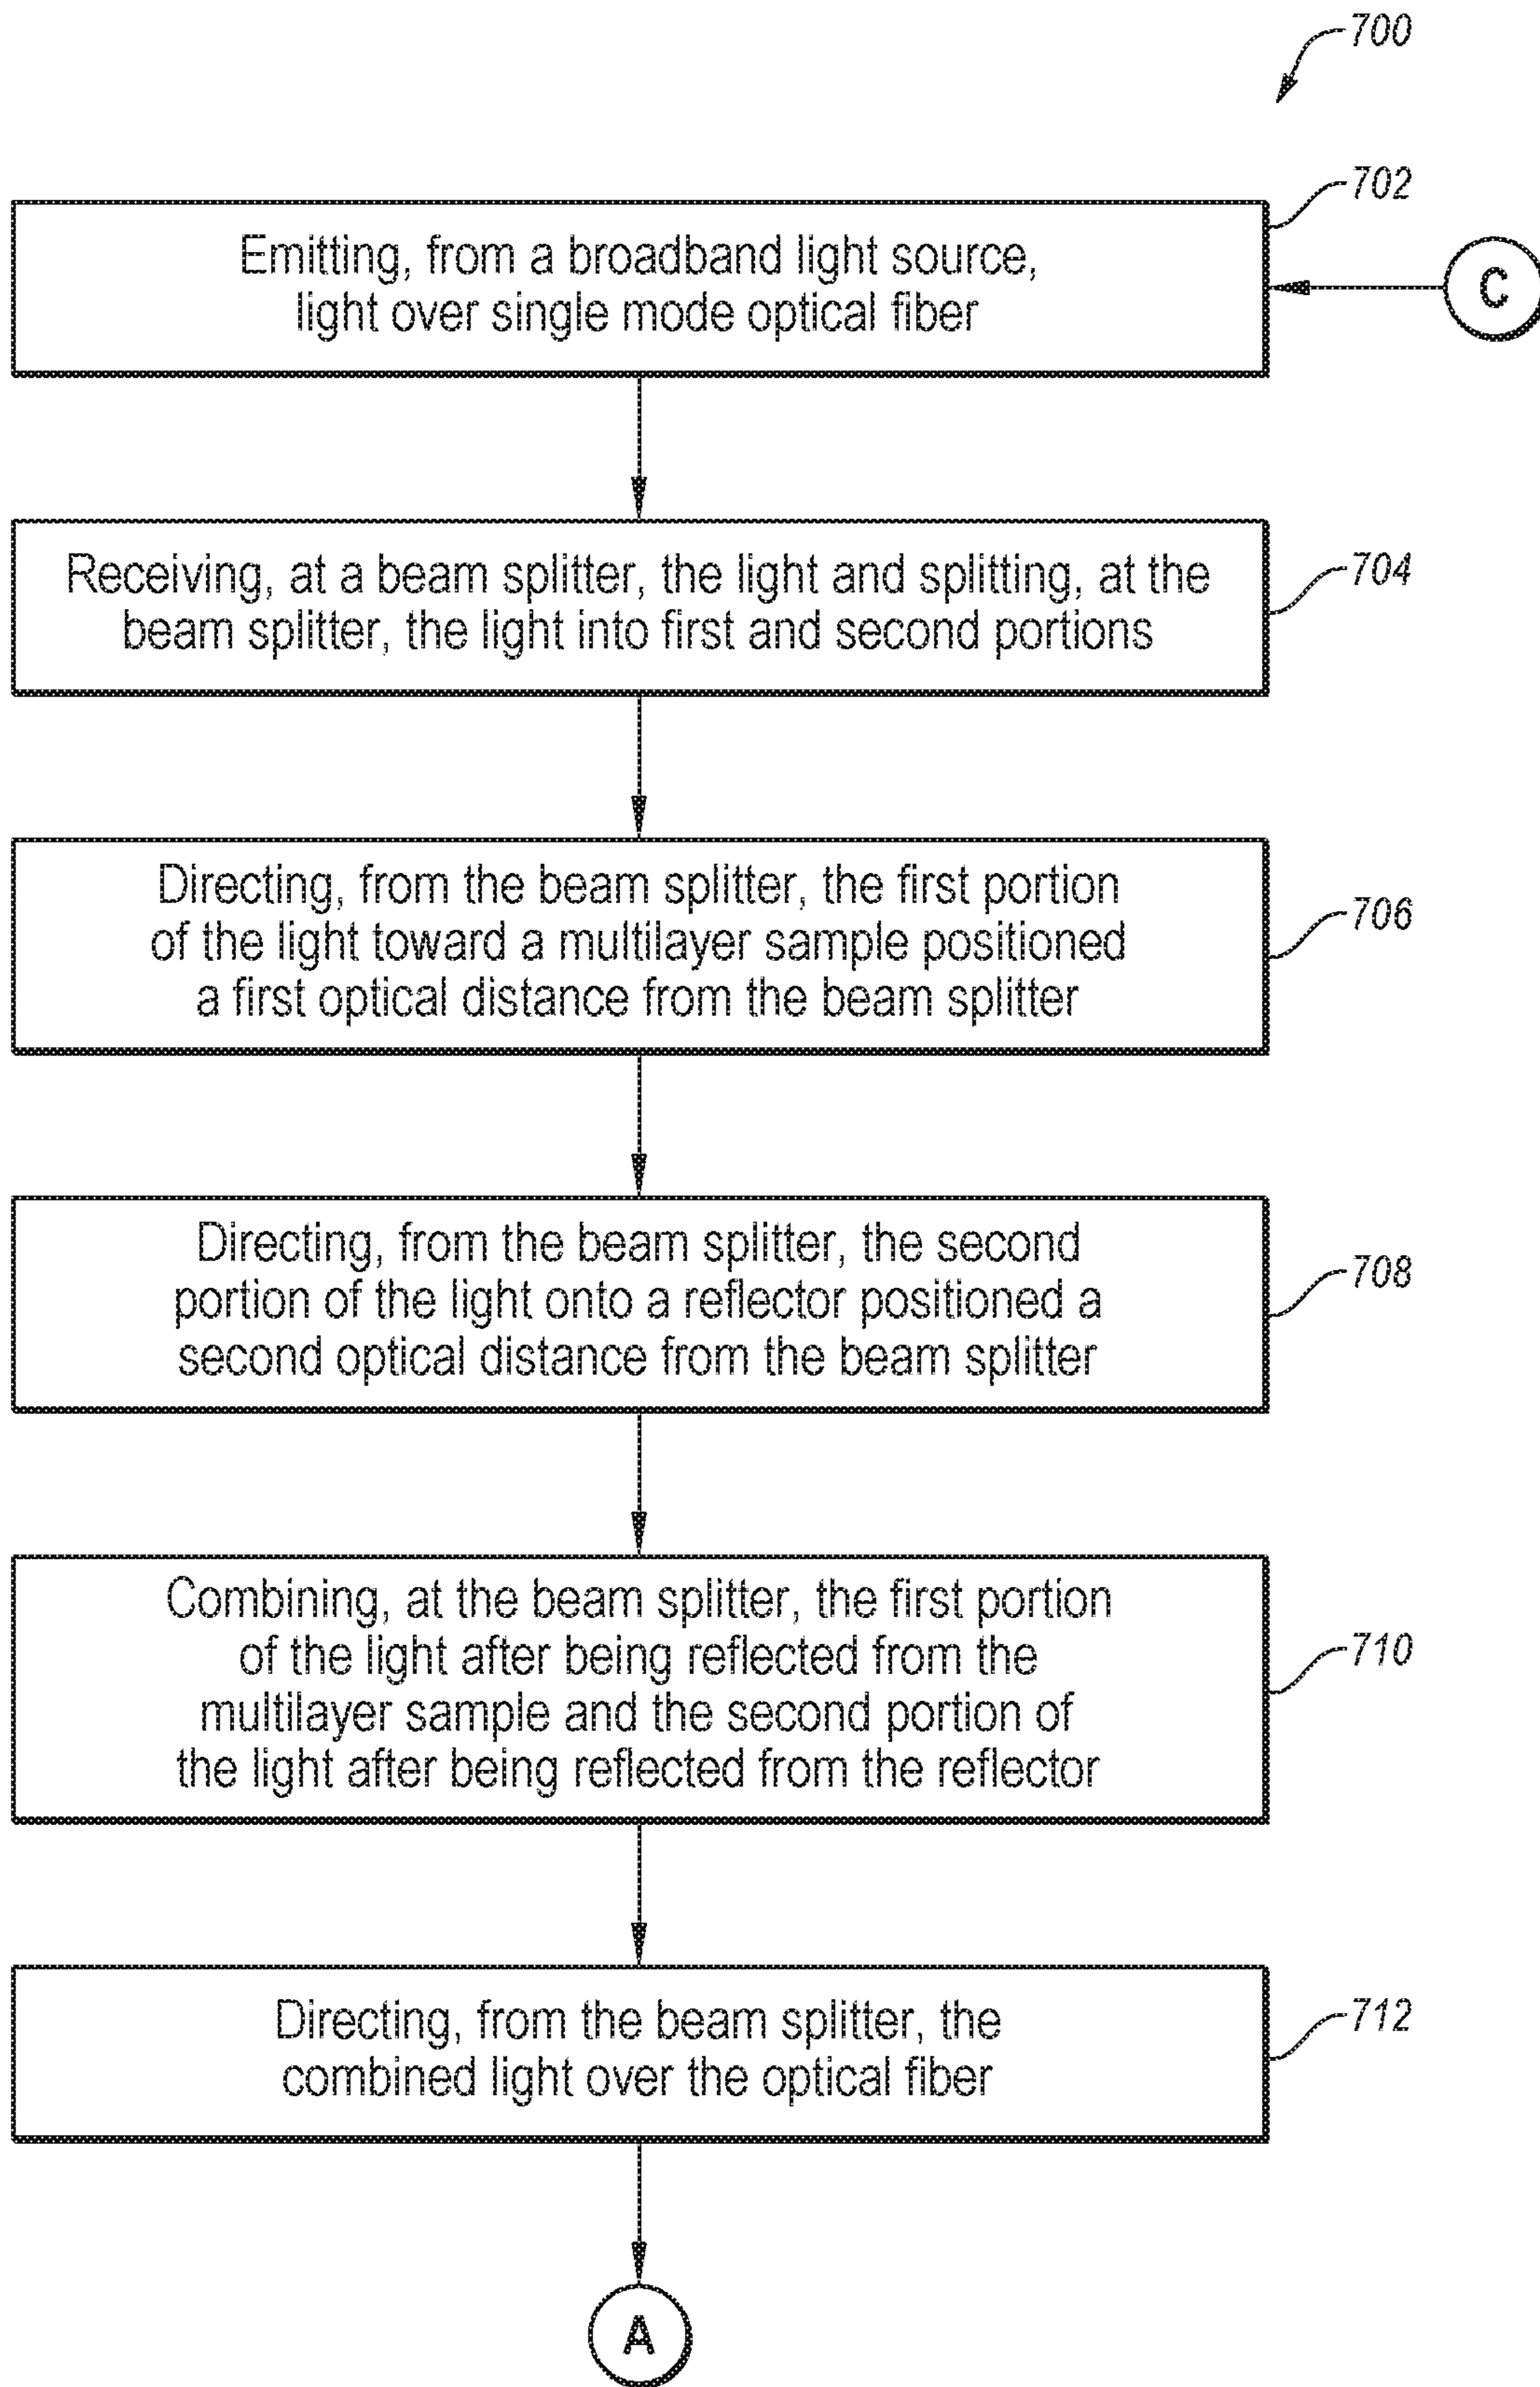 700
702
Emitting, from a broadband light source,
light over single mode optical fiber
C
704
Receiving, at a beam splitter, the light and splitting, at the
beam splitter, the light into first and second portions
706
Directing, from the beam splitter, the first portion
of the light toward a multilayer sample positioned
a first optical distance from the beam splitter
708
Directing, from the beam splitter, the second
portion of the light onto a reflector positioned a
second optical distance from the beam splitter
710
Combining, at the beam splitter, the first portion
of the light after being reflected from the
multilayer sample and the second portion of
the light after being reflected from the reflector
712
Directing, from the beam splitter, the
combined light over the optical fiber
A